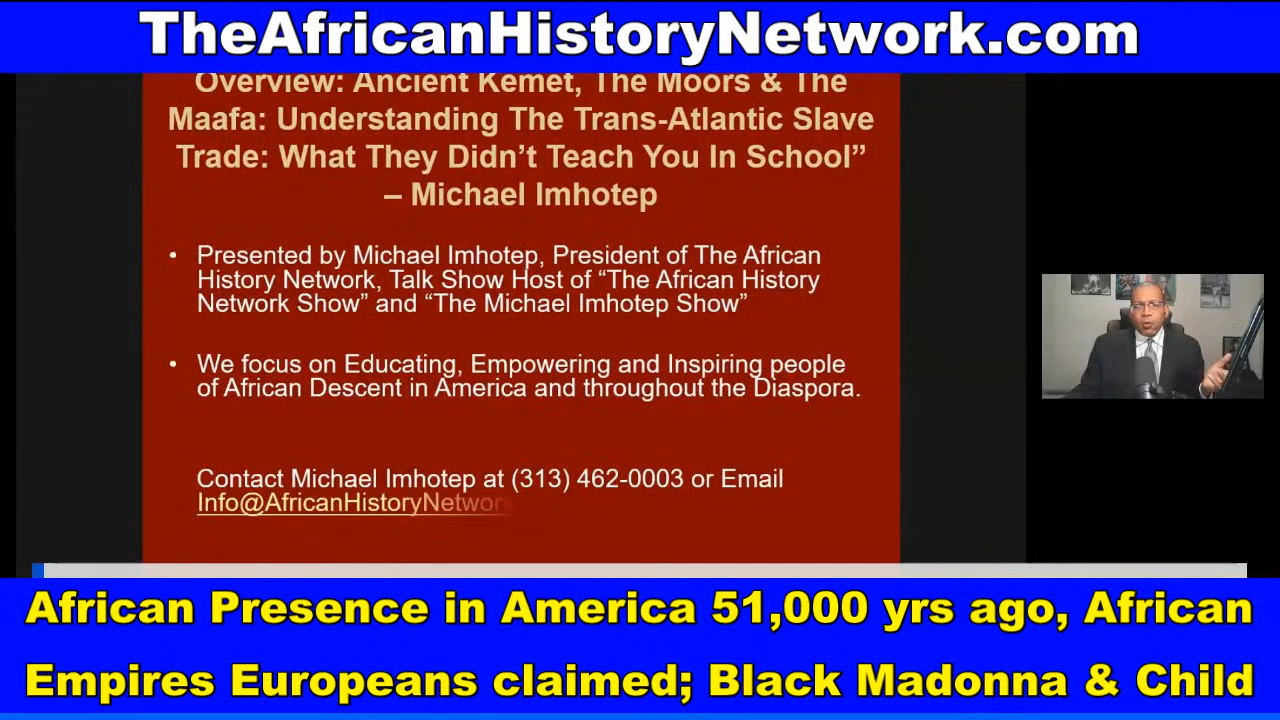 TheAfricanHistoryNetwork.com
Overview: Ancient Kemet, The Moors & The
Maafa: Understanding The Trans-Atlantic Slave
Trade: What They Didn't Teach You In School”
– Michael Imhotep
• Presented by Michael Imhotep, President of The African
History Network, Talk Show Host of “The African History
Network Show” and “The Michael Imhotep Show”
• We focus on Educating, Empowering and Inspiring people
of African Descent in America and throughout the Diaspora.
Contact Michael Imhotep at (313) 462-0003 or Email
Info@AfricanHistoryNetwor
African Presence in America 51,000 yrs ago, African
Empires Europeans claimed; Black Madonna & Child